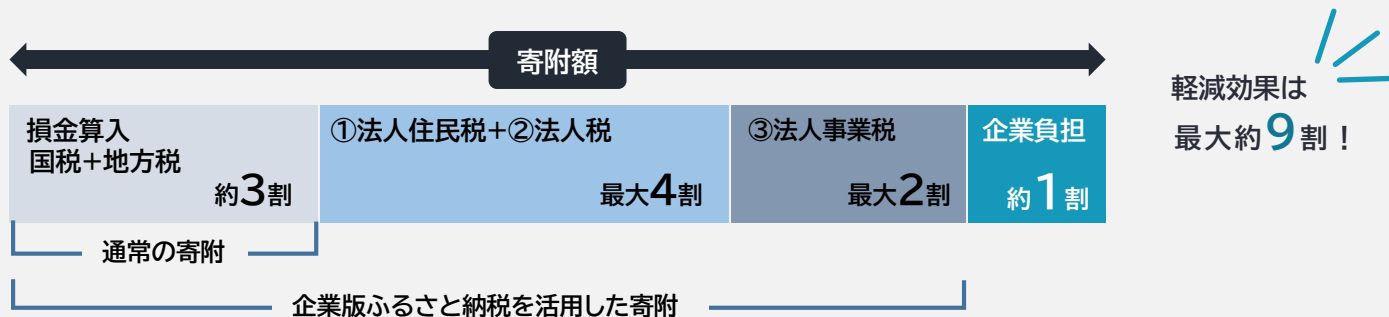 寄附額
軽減効果は
最大約9割！
損金算入
国税+地方税
約3割
①法人住民税+②法人税
最大4割
③法人事業税
最大2割
企業負担
約1割
通常の寄附
企業版ふるさと納税を活用した寄附